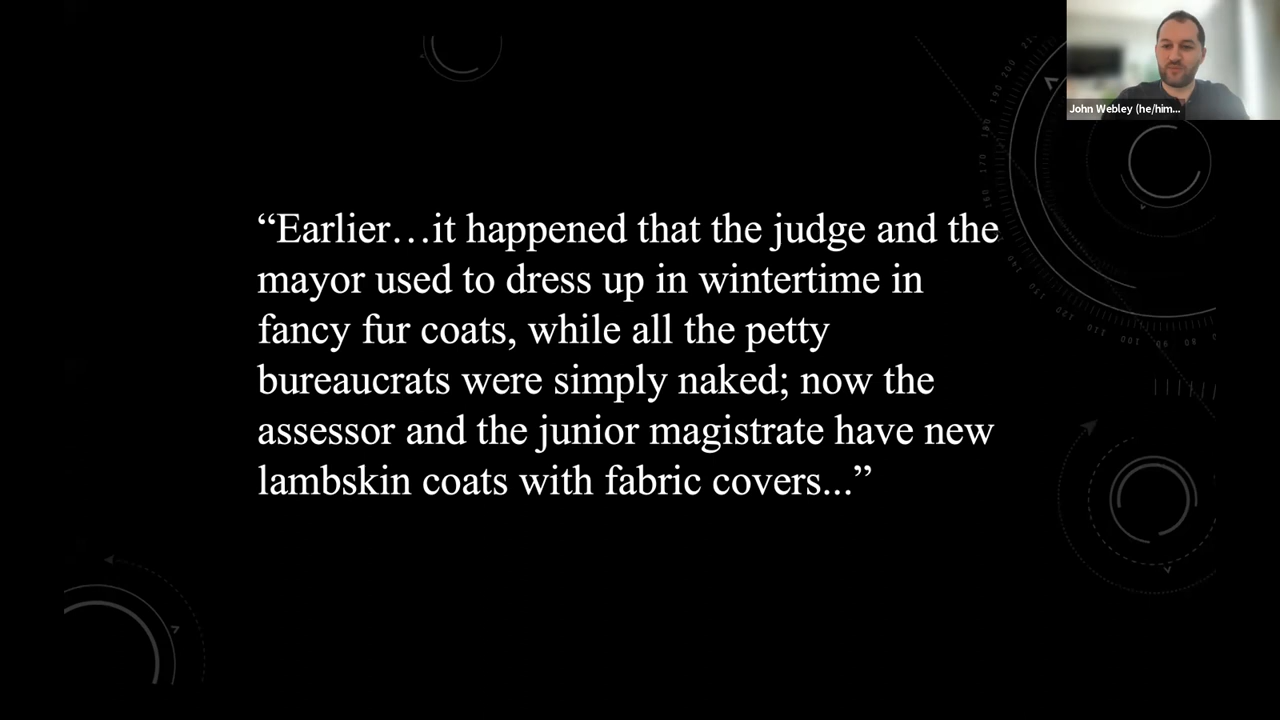 John Webley (he/him...
“Earlier…it happened that the judge and the
mayor used to dress up in wintertime in
fancy fur coats, while all the petty
bureaucrats were simply naked; now the
assessor and the junior magistrate have new
lambskin coats with fabric covers...”